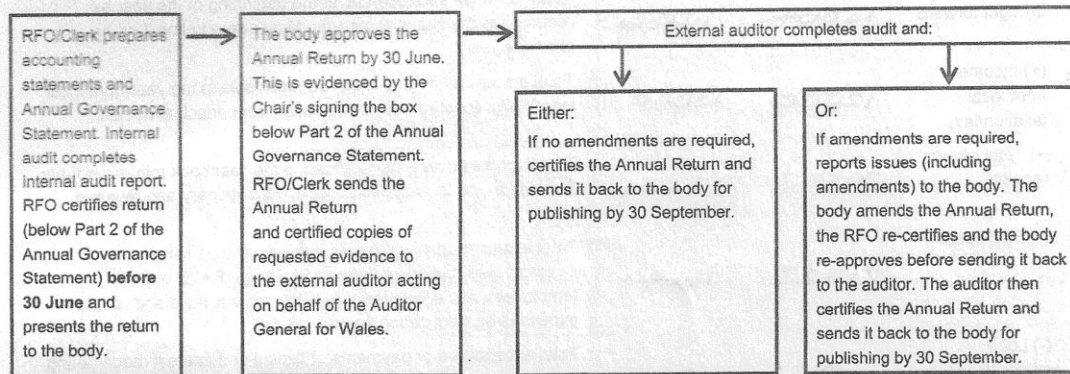 RFO/Clerk prepares
accounting
statements and
Annual Governance
Statement. Internal
audit completes
internal audit report.
RFO certifies return
(below Part 2 of the
Annual Governance
Statement) before
30 June and
presents the return
to the body.
The body approves the
Annual Return by 30 June.
This is evidenced by the
Chair's signing the box
below Part 2 of the Annual
Governance Statement.
RFO/Clerk sends the
Annual Return
and certified copies of
requested evidence to
the external auditor acting
on behalf of the Auditor
General for Wales.
External auditor completes audit and:
Either:
If no amendments are required,
certifies the Annual Return and
sends it back to the body for
publishing by 30 September.
Or:
If amendments are required,
reports issues (including
amendments) to the body. The
body amends the Annual Return,
the RFO re-certifies and the body
re-approves before sending it back
to the auditor. The auditor then
certifies the Annual Return and
sends it back to the body for
publishing by 30 September.